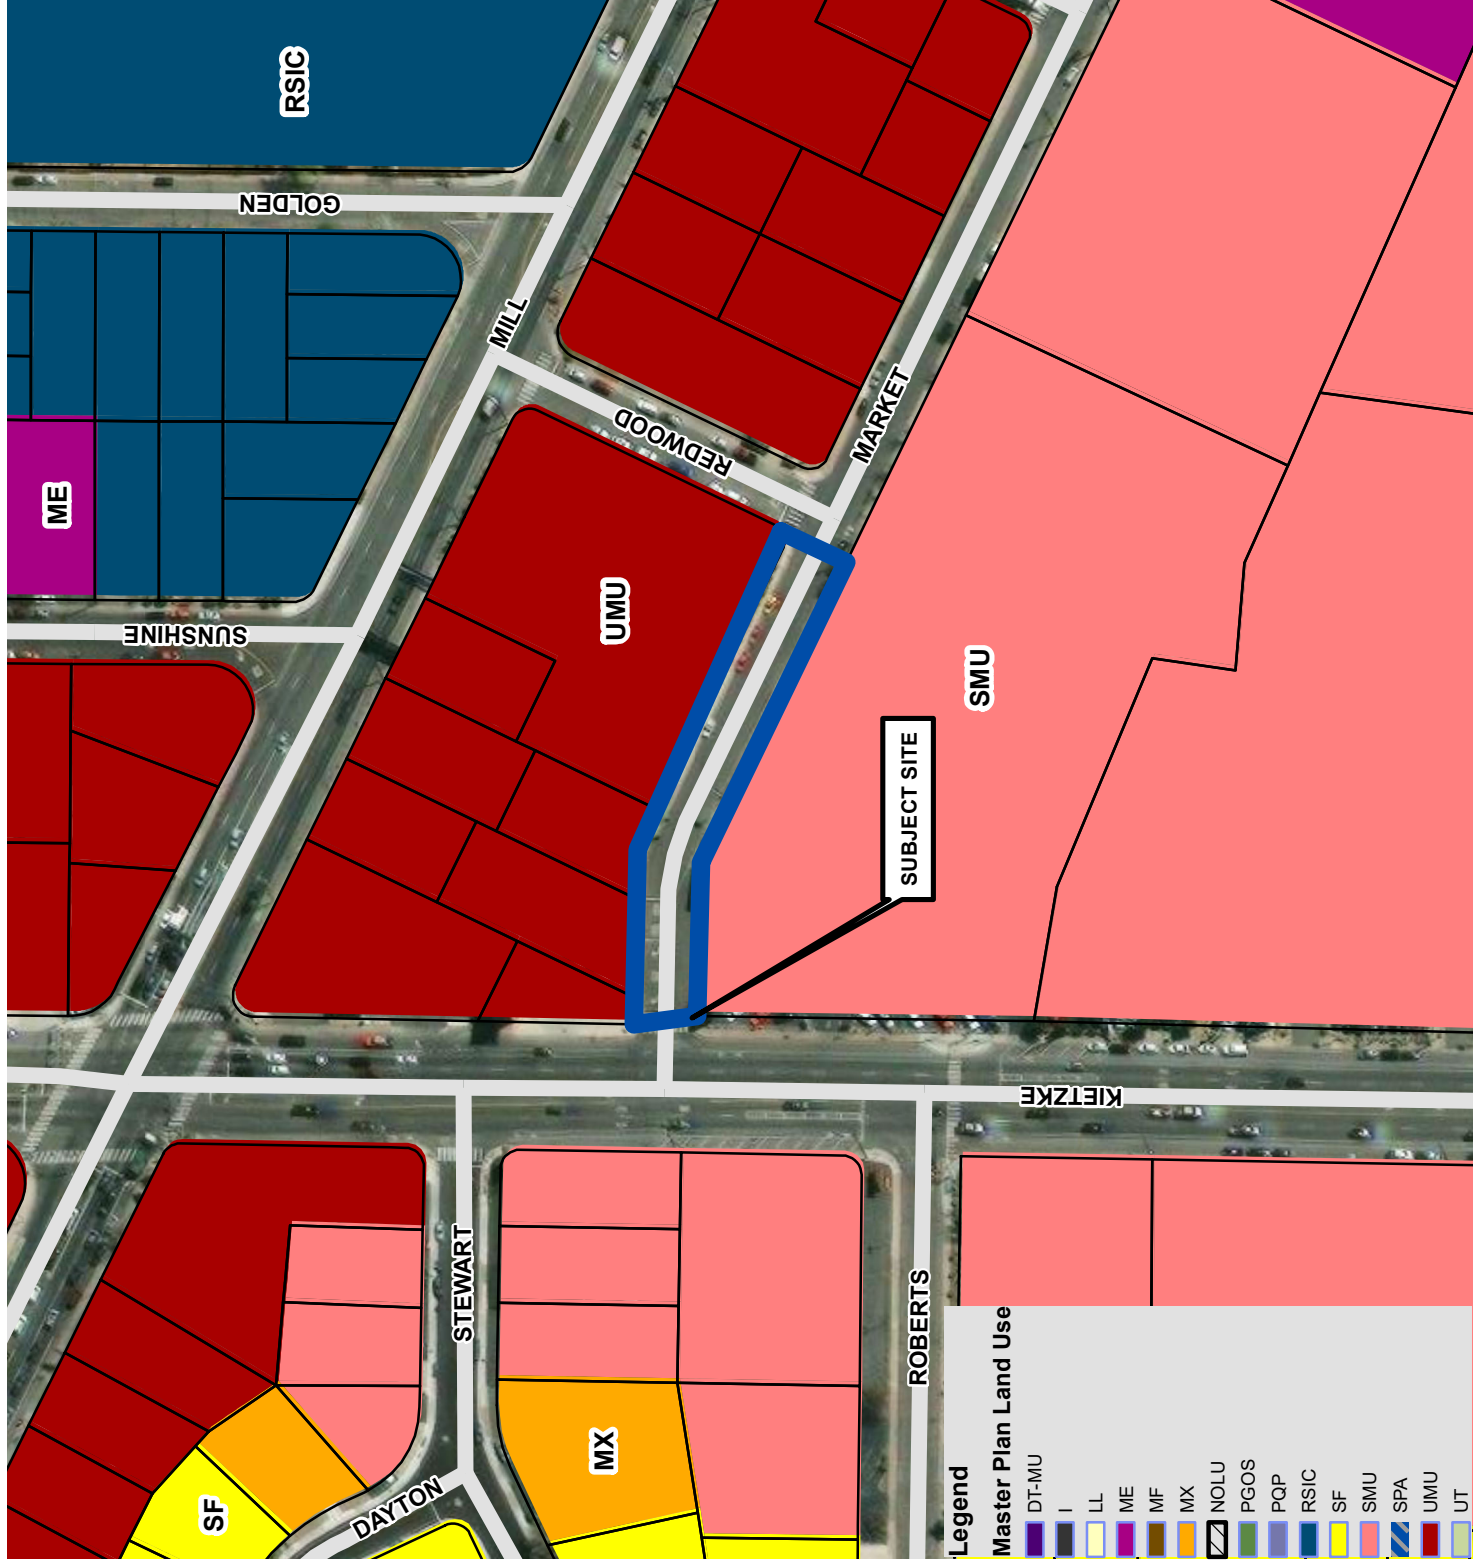 RSIC
GOLDEN
MILL
ME
REDWOOD
MARKET
SUNSHINE
UMU
SMU
SUBJECT SITE
KIETZKE
STEWART
ROBERTS
MX
SF
DAYTON
Legend
Master Plan Land Use
DT-MU
I
LL
ME
MF
MX
NOLU
PGOS
PQP
RSIC
SF
SMU
SPA
UMU
UT